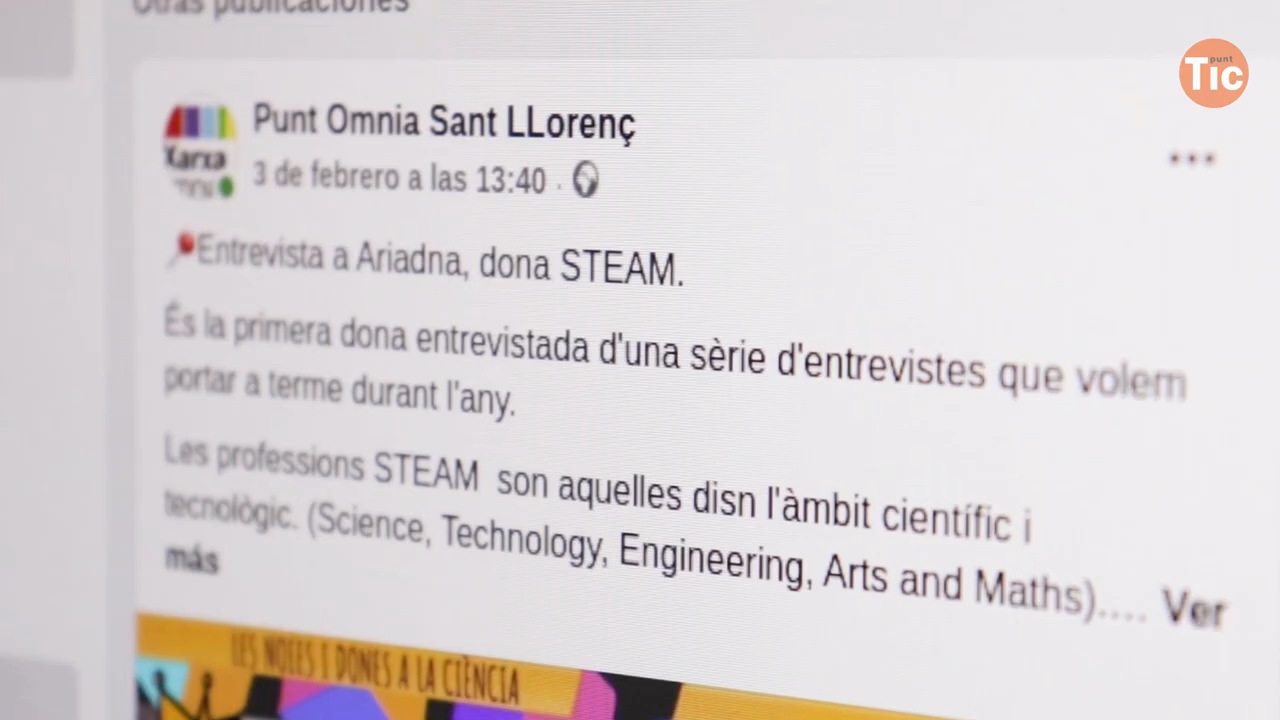 Otras publicaciones
punt
Tic
Punt Omnia Sant LLorenç
Xarxa
3 de febrero a las 13:40 ·
Entrevista a Ariadna, dona STEAM.
És la primera dona entrevistada d'una sèrie d'entrevistes que volem
portar a terme durant l'any.
Les professions STEAM son aquelles disn l'àmbit científic i
tecnològic. (Science, Technology, Engineering, Arts and Maths).... Ver
más
LES NOIES I DONES A LA CIÈNCIA